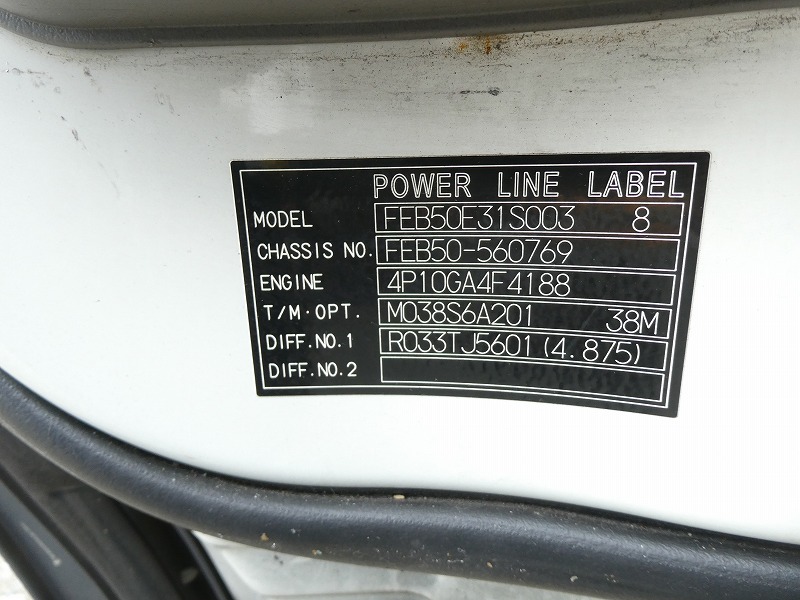 POWER LINE LABEL
MODEL FEB50E31S003 8
CHASSIS NO. FEB50-560769
ENGINE 4P10GA4F4188
T/M·OPT. M038S6A201 38M
DIFF.NO.1 R033TJ5601(4.875)
DIFF.NO.2